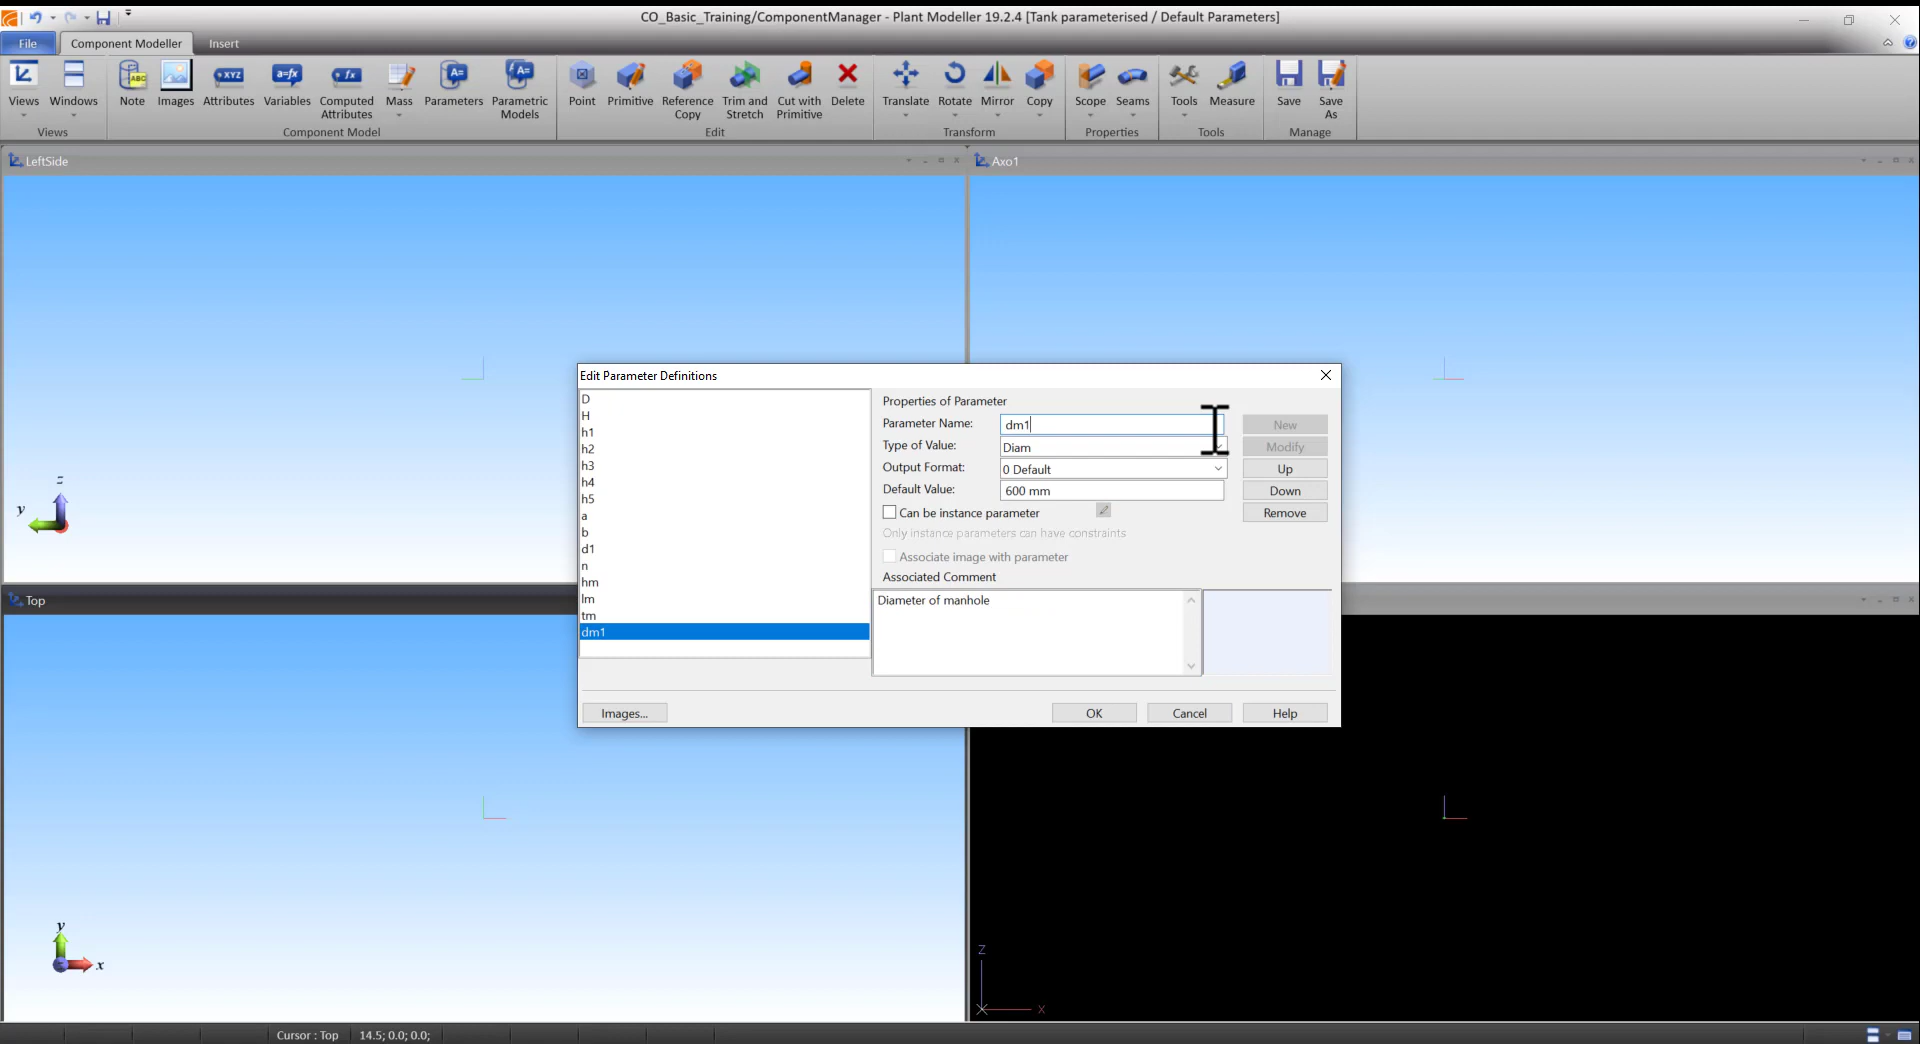 CO_Basic_Training/ComponentManager - Plant Modeller 19.2.4 [Tank parameterised / Default Parameters]
File
Component Modeller
Insert
Views
Windows
Note
Images
Attributes
Variables
Computed Attributes
Mass
Parameters
Parametric Models
Point
Primitive
Reference Copy
Trim and Stretch
Cut with Primitive
Delete
Translate
Rotate
Mirror
Copy
Scope
Seams
Tools
Measure
Save
Save As
Views
Component Model
Edit
Transform
Properties
Tools
Manage
LeftSide
Axo1
Edit Parameter Definitions
D
H
h1
h2
h3
h4
h5
a
b
d1
n
hm
lm
tm
dm1
Properties of Parameter
Parameter Name: dm1
Type of Value: Diam
Output Format: 0 Default
Default Value: 600 mm
Can be instance parameter
Only instance parameters can have constraints
Associate image with parameter
Associated Comment
Diameter of manhole
New
Modify
Up
Down
Remove
Images...
OK
Cancel
Help
z
y
Top
y
x
Z
X
Cursor : Top 14.5; 0.0; 0.0;